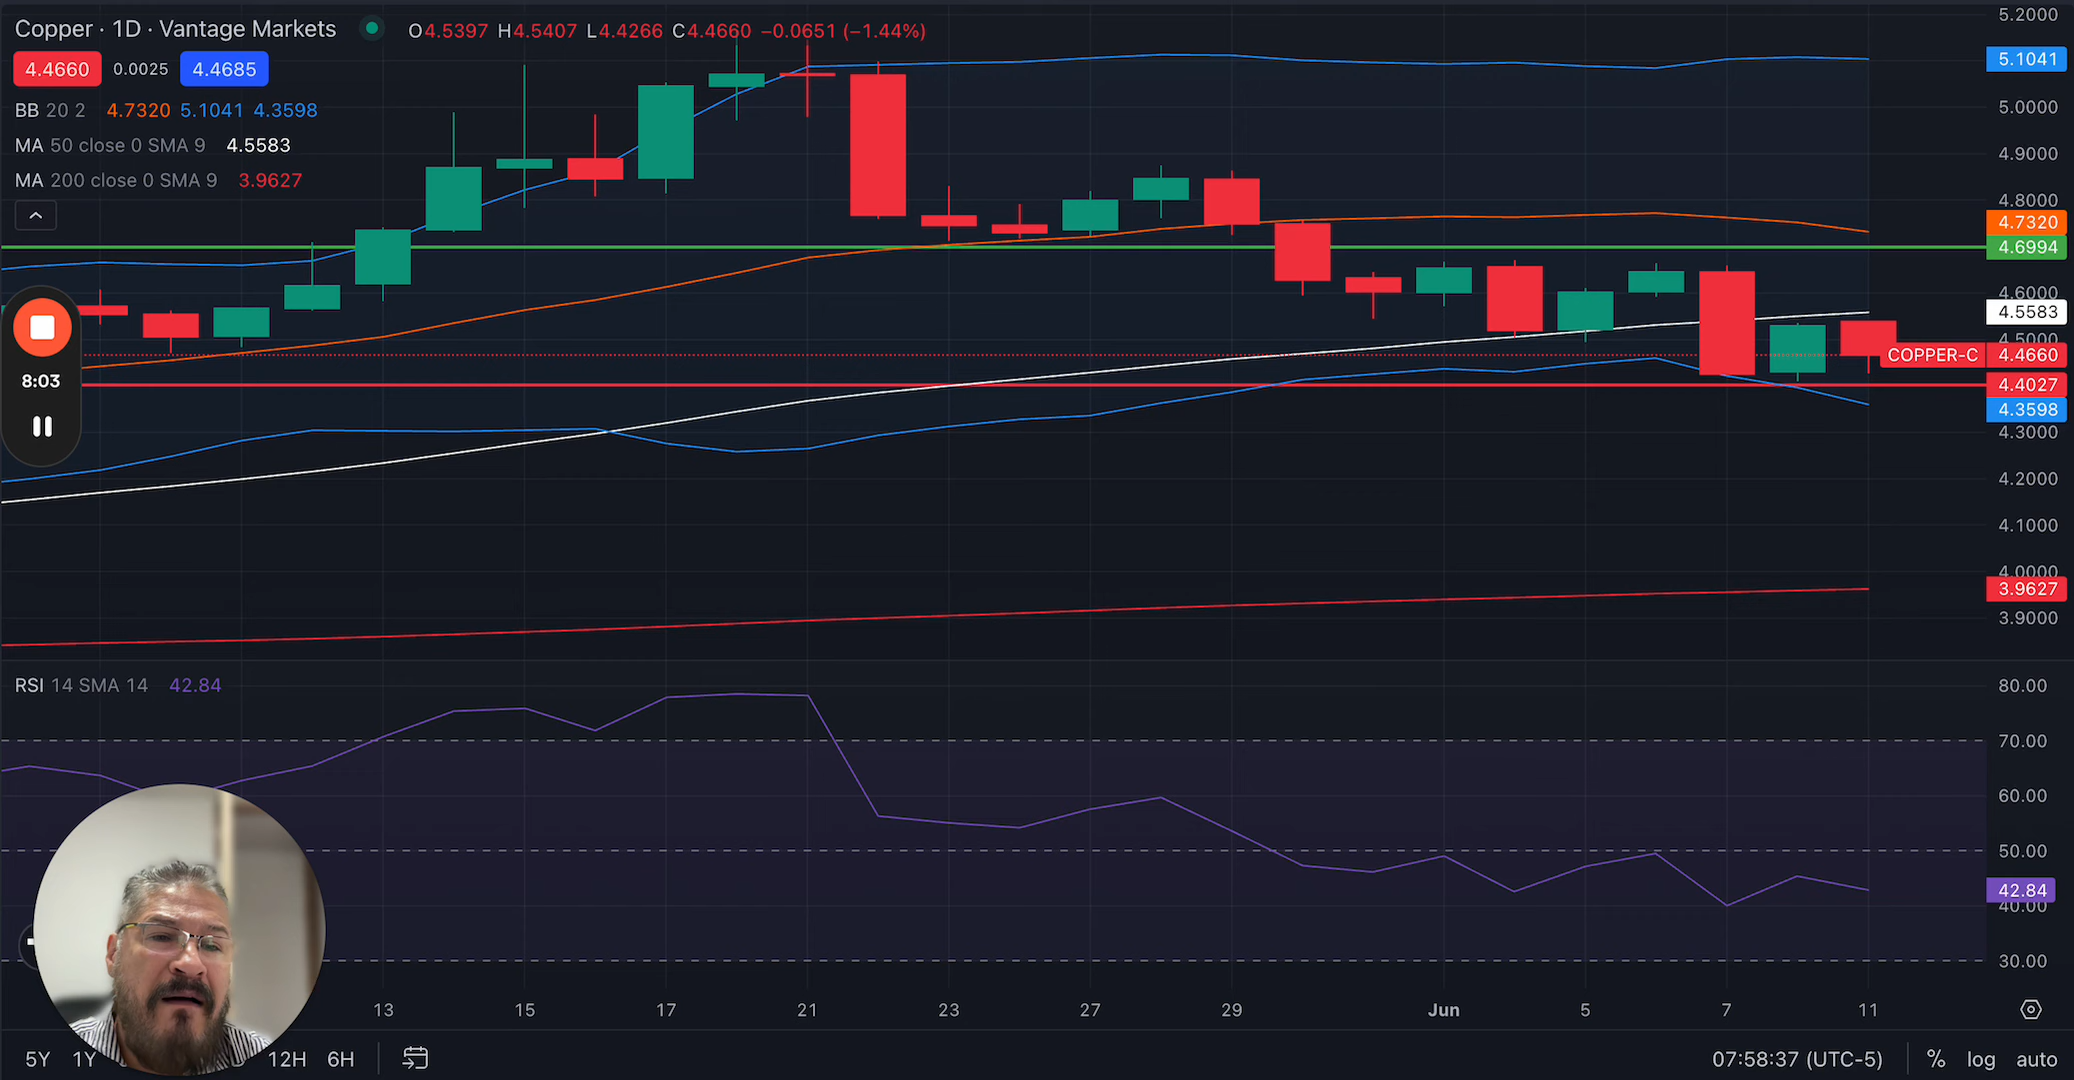 Copper · 1D · Vantage Markets O4.5397 H4.5407 L4.4266 C4.4660 −0.0651 (−1.44%)
4.4660 0.0025 4.4685
BB 20 2 4.7320 5.1041 4.3598
MA 50 close 0 SMA 9 4.5583
MA 200 close 0 SMA 9 3.9627
5.2000
5.1041
5.0000
4.9000
4.8000
4.7320
4.6994
4.6000
4.5583
4.5000
COPPER-C 4.4660
4.4027
4.3598
4.3000
4.2000
4.1000
4.0000
3.9627
3.9000
8:03
RSI 14 SMA 14 42.84
80.00
70.00
60.00
50.00
42.84
40.00
30.00
13 15 17 21 23 27 29 Jun 5 7 11
5Y 1Y 12H 6H 07:58:37 (UTC-5) % log auto